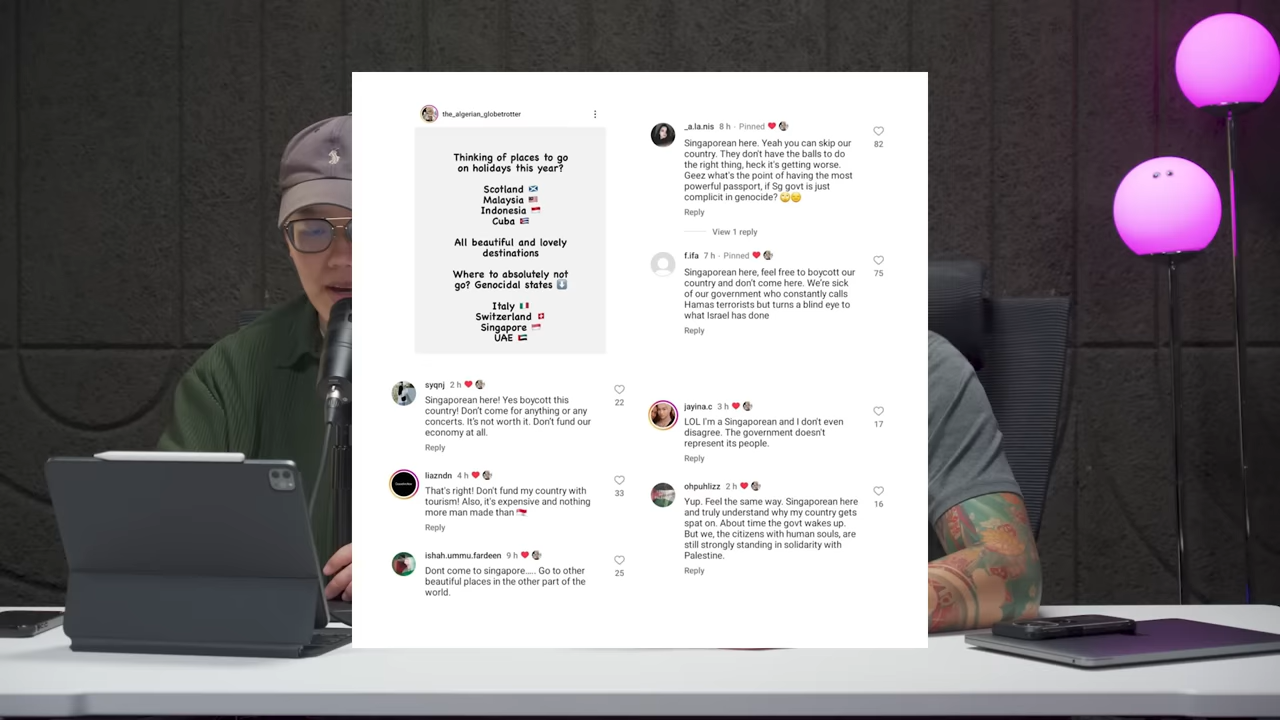 the_algerian_globetrotter
Thinking of places to go
on holidays this year?
Scotland 🏴󠁧󠁢󠁳󠁣󠁴󠁿
Malaysia 🇲🇾
Indonesia 🇮🇩
Cuba 🇨🇺
All beautiful and lovely
destinations
Where to absolutely not
go? Genocidal states ⬇️
Italy 🇮🇹
Switzerland 🇨🇭
Singapore 🇸🇬
UAE 🇦🇪
syqnj 2 h
Singaporean here! Yes boycott this
country! Don't come for anything or any
concerts. It's not worth it. Don't fund our
economy at all.
22
Reply
liazndn 4 h
That's right! Don't fund my country with
tourism! Also, it's expensive and nothing
more man made than 🇸🇬
33
Reply
ishah.ummu.fardeen 9 h
Dont come to singapore..... Go to other
beautiful places in the other part of the
world.
25
_a.la.nis 8 h · Pinned
Singaporean here. Yeah you can skip our
country. They don't have the balls to do
the right thing, heck it's getting worse.
Geez what's the point of having the most
powerful passport, if Sg govt is just
complicit in genocide? 🙄😑
82
Reply
View 1 reply
f.ifa 7 h · Pinned
Singaporean here, feel free to boycott our
country and don't come here. We're sick
of our government who constantly calls
Hamas terrorists but turns a blind eye to
what Israel has done
75
Reply
jayina.c 3 h
LOL I'm a Singaporean and I don't even
disagree. The government doesn't
represent its people.
17
Reply
ohpuhlizz 2 h
Yup. Feel the same way. Singaporean here
and truly understand why my country gets
spat on. About time the govt wakes up.
But we, the citizens with human souls, are
still strongly standing in solidarity with
Palestine.
16
Reply